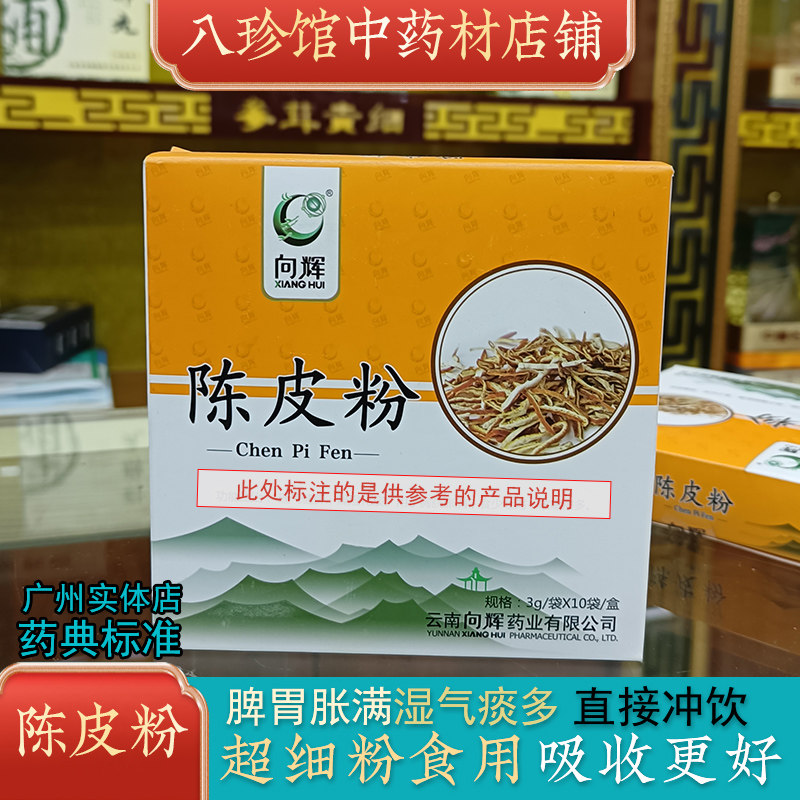 八珍馆中药材店铺
参茸貴细
向辉
XIANG HUI
®
陈皮粉
Chen Pi Fen
此处标注的是供参考的产品说明
规格：3g/袋X10袋/盒
云南向辉药业有限公司
YUNNAN XIANG HUI PHARMACEUTICAL CO., LTD.
陈皮粉
Chen Pi Fen
广州实体店
药典标准
陈皮粉
脾胃胀满湿气痰多 直接冲饮
超细粉食用吸收更好